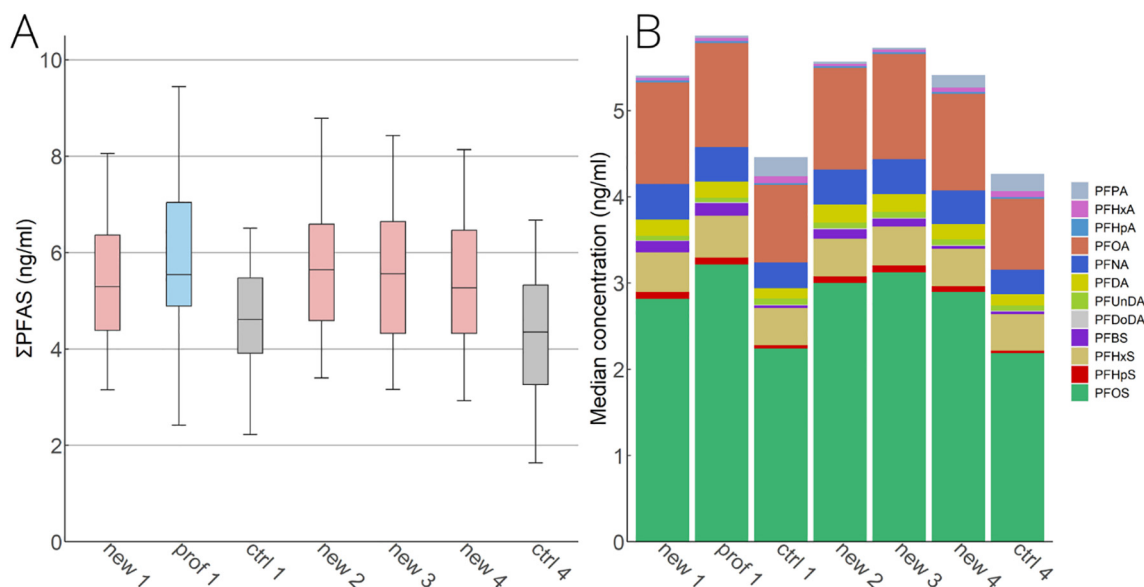 A
ΣPFAS (ng/ml)
10
8
6
4
2
0
new 1
prof 1
ctrl 1
new 2
new 3
new 4
ctrl 4
B
Median concentration (ng/ml)
5
4
3
2
1
0
new 1
prof 1
ctrl 1
new 2
new 3
new 4
ctrl 4
PFPA
PFHxA
PFHpA
PFOA
PFNA
PFDA
PFUnDA
PFDoDA
PFBS
PFHxS
PFHpS
PFOS